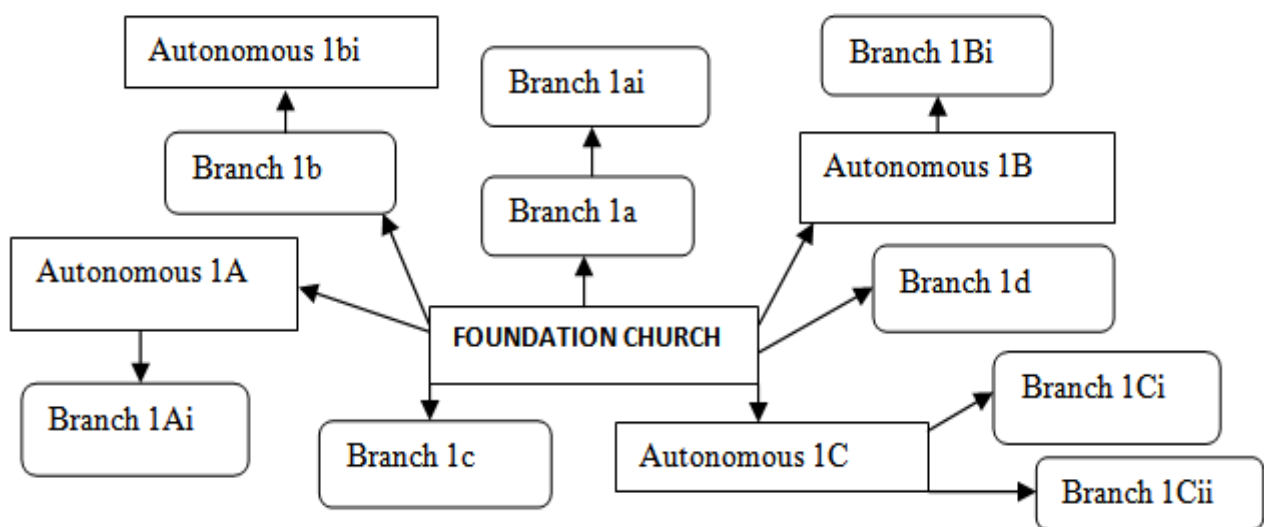 Autonomous 1bi
Branch 1ai
Branch 1Bi
Branch 1b
Branch 1a
Autonomous 1B
Autonomous 1A
Branch 1d
FOUNDATION CHURCH
Branch 1Ai
Branch 1c
Autonomous 1C
Branch 1Ci
Branch 1Cii